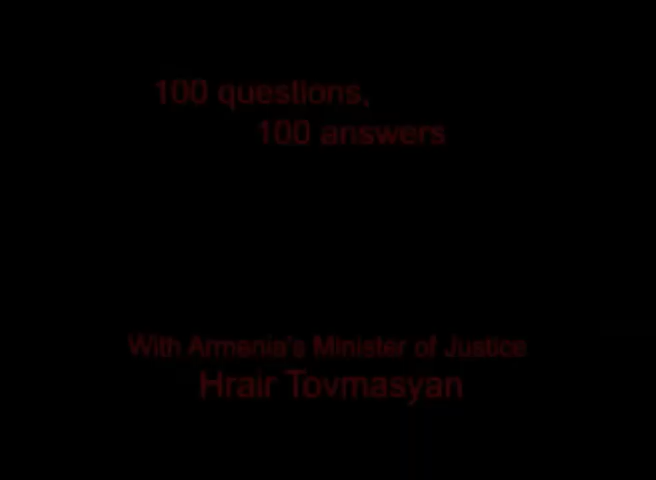 100 questions,
100 answers
With Armenia's Minister of Justice
Hrair Tovmasyan